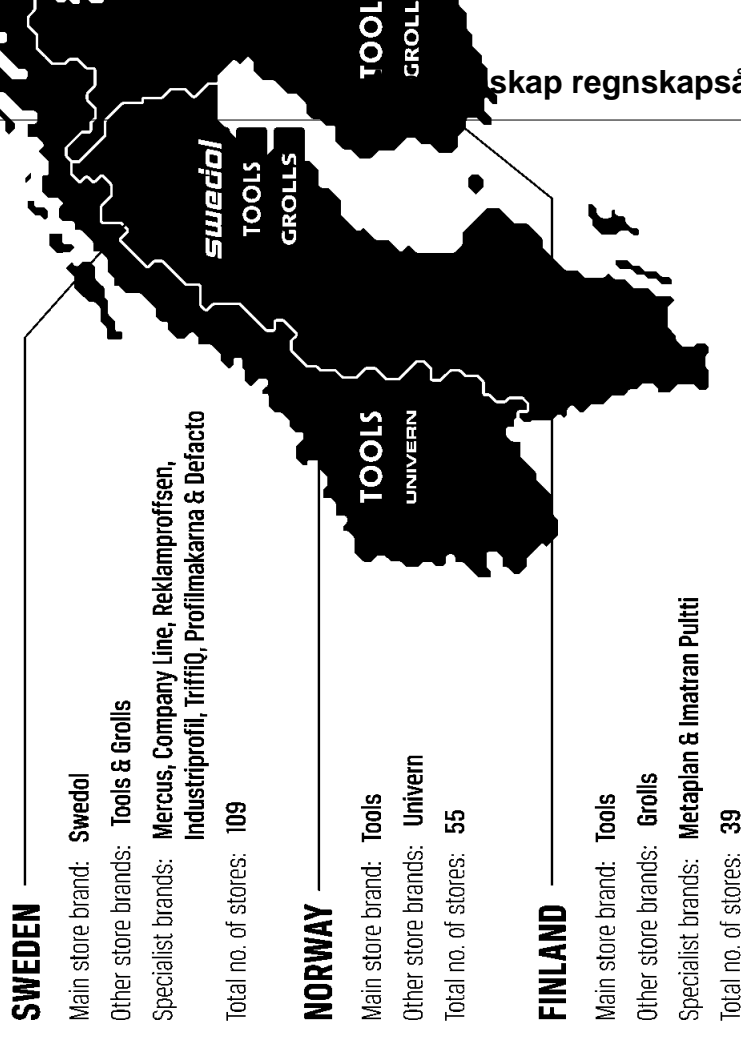 skap regnskapså
SWEDEN
Main store brand: Swedol
Other store brands: Tools & Grolls
Specialist brands: Mercus, Company Line, Reklamproffsen,
Industriprofil, TriffiQ, Profilmakarna & Defacto
Total no. of stores: 109
NORWAY
Main store brand: Tools
Other store brands: Univern
Total no. of stores: 55
FINLAND
Main store brand: Tools
Other store brands: Grolls
Specialist brands: Metaplan & Imatran Pultti
Total no. of stores: 39
swedol
TOOLS
GROLLS
TOOLS
UNIVERN
TOOL
GROLL